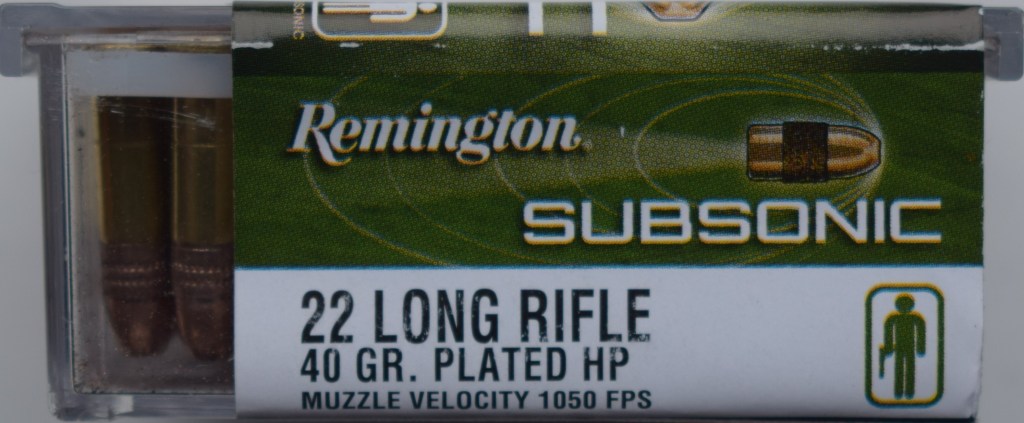 Remington
SUBSONIC
22 LONG RIFLE
40 GR. PLATED HP
MUZZLE VELOCITY 1050 FPS